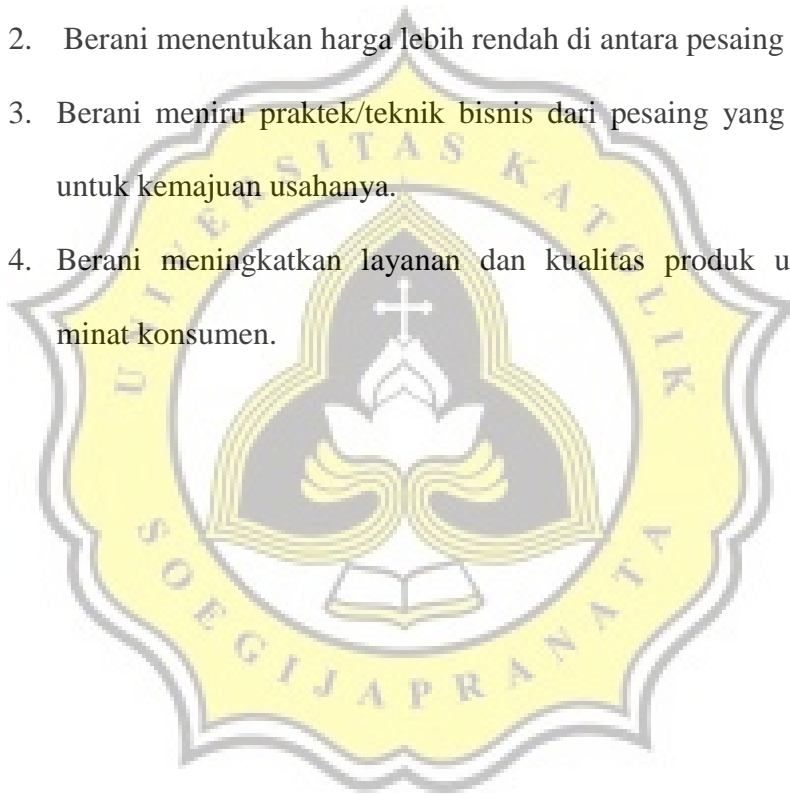 2. Berani menentukan harga lebih rendah di antara pesaing
3. Berani meniru praktek/teknik bisnis dari pesaing yang
untuk kemajuan usahanya.
4. Berani meningkatkan layanan dan kualitas produk u
minat konsumen.
UNIVERSITAS KATOLIK
SOEGIJAPRANATA